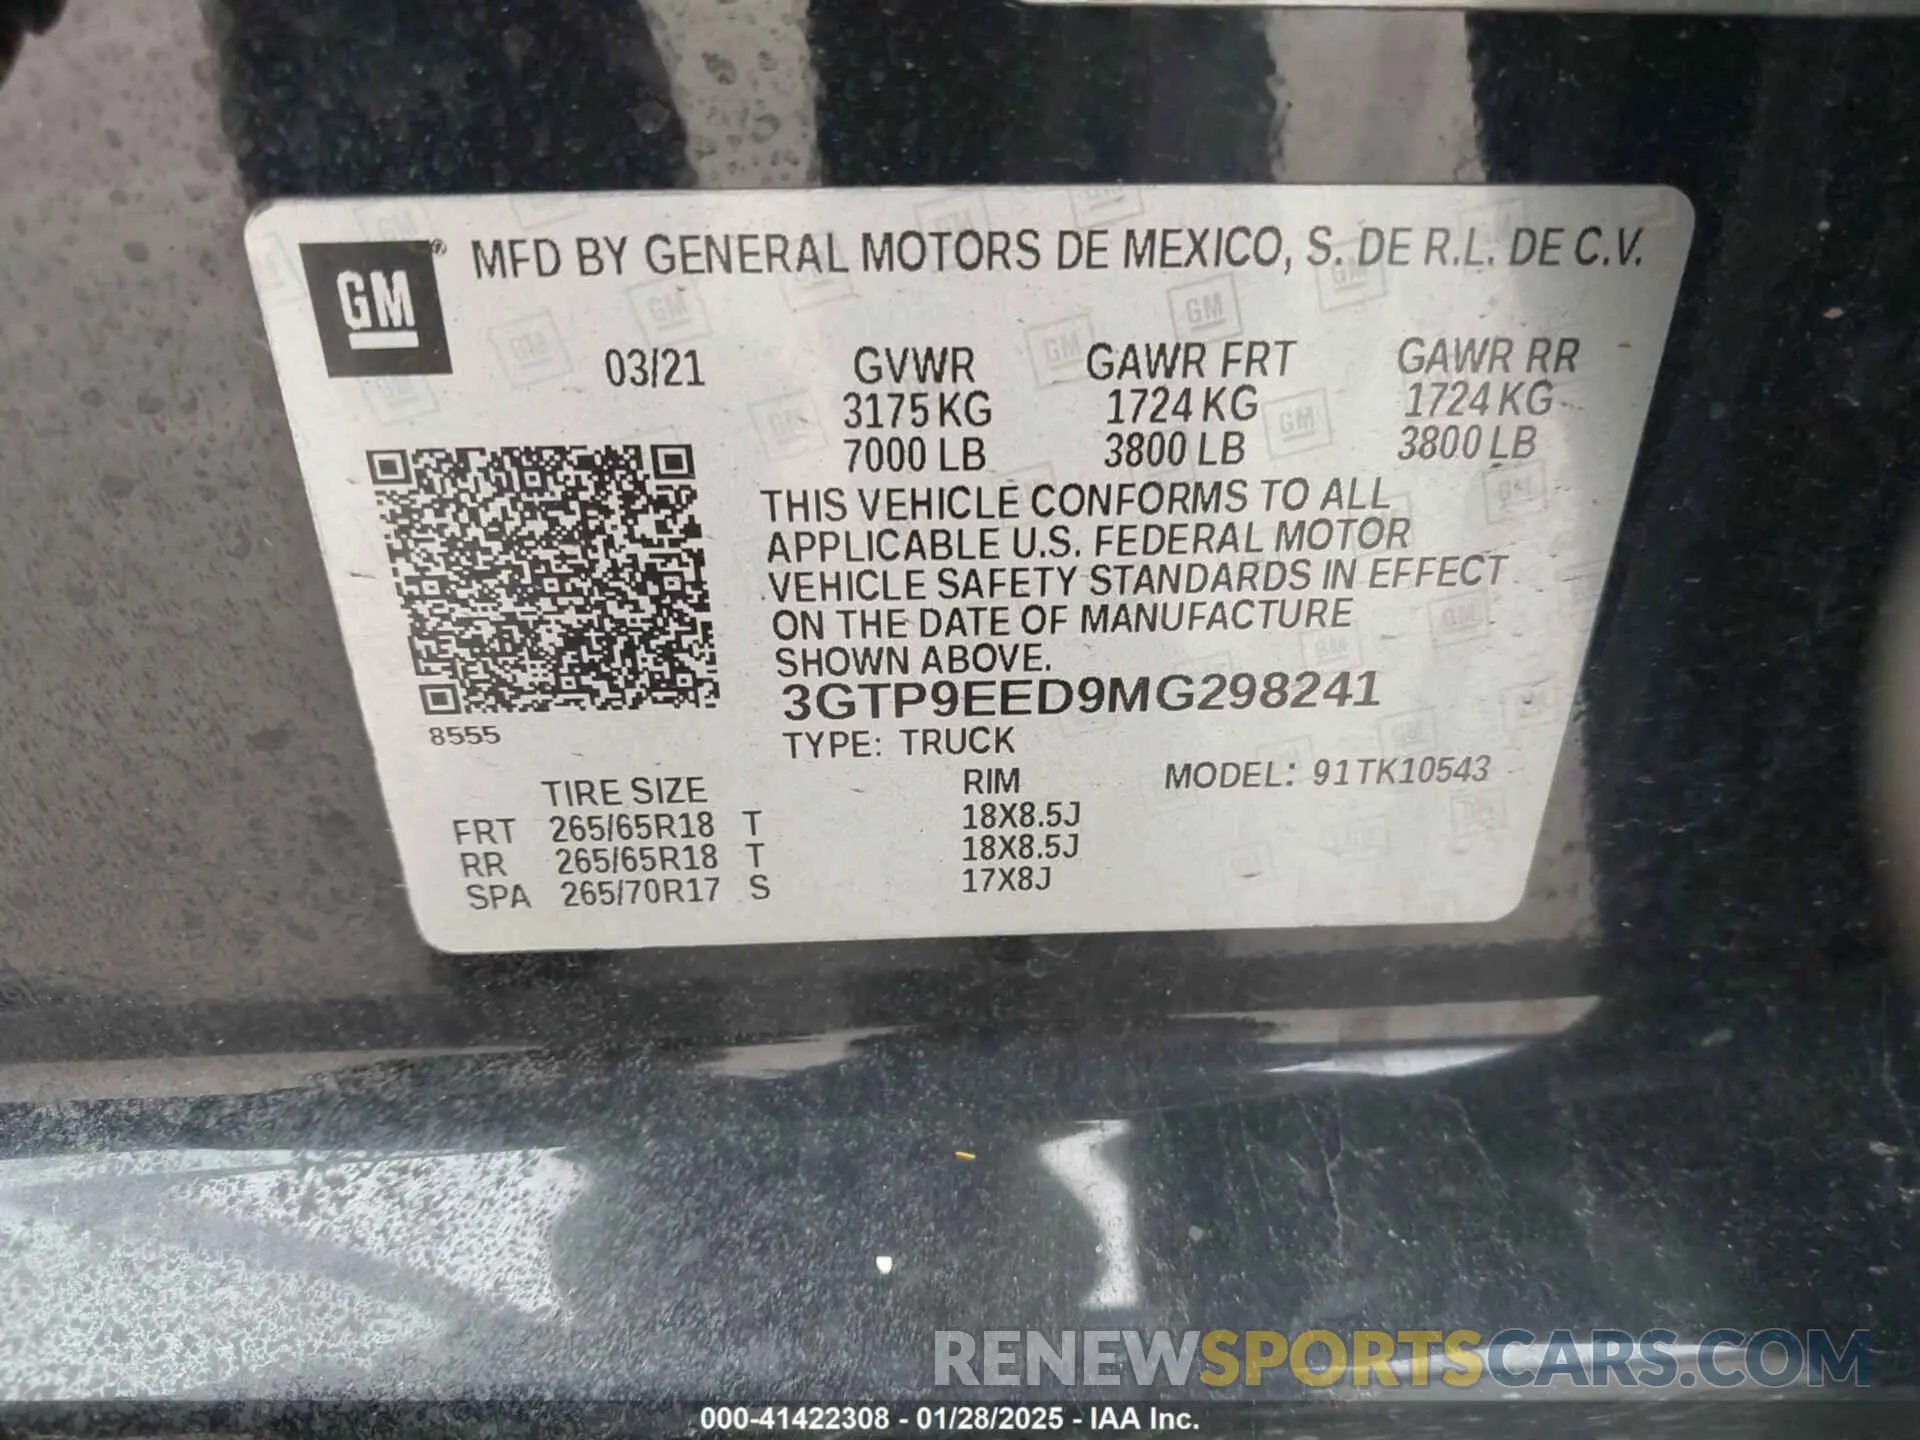 GM® MFD BY GENERAL MOTORS DE MEXICO, S. DE R.L. DE C.V.
03/21 GVWR GAWR FRT GAWR RR
3175 KG 1724 KG 1724 KG
7000 LB 3800 LB 3800 LB
THIS VEHICLE CONFORMS TO ALL
APPLICABLE U.S. FEDERAL MOTOR
VEHICLE SAFETY STANDARDS IN EFFECT
ON THE DATE OF MANUFACTURE
SHOWN ABOVE.
3GTP9EED9MG298241
8555
TYPE: TRUCK
TIRE SIZE RIM MODEL: 91TK10543
FRT 265/65R18 T 18X8.5J
RR 265/65R18 T 18X8.5J
SPA 265/70R17 S 17X8J
RENEWSPORTSCARS.COM
000-41422308 - 01/28/2025 - IAA Inc.